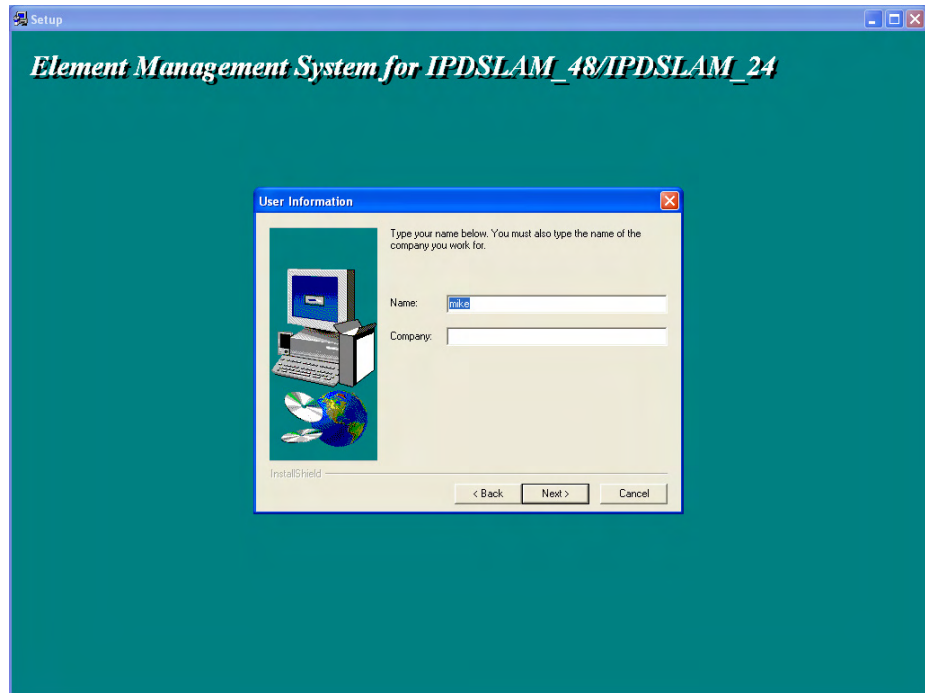 Setup
Element Management System for IPDSLAM_48/IPDSLAM_24
User Information
Type your name below. You must also type the name of the
company you work for.
Name: mike
Company:
InstallShield
< Back Next > Cancel